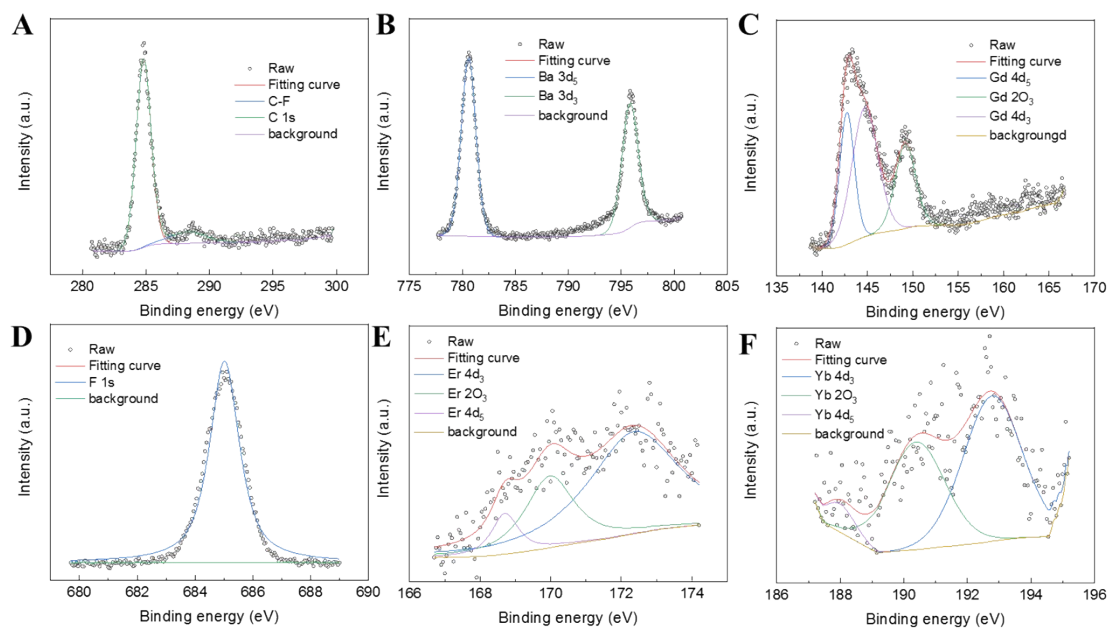 A
Raw
Fitting curve
C-F
C 1s
background
Intensity (a.u.)
280 285 290 295 300
Binding energy (eV)
B
Raw
Fitting curve
Ba 3d₅
Ba 3d₃
background
Intensity (a.u.)
775 780 785 790 795 800 805
Binding energy (eV)
C
Raw
Fitting curve
Gd 4d₅
Gd 2O₃
Gd 4d₃
backgroungd
Intensity (a.u.)
135 140 145 150 155 160 165 170
Binding energy (eV)
D
Raw
Fitting curve
F 1s
background
Intensity (a.u.)
680 682 684 686 688 690
Binding energy (eV)
E
Raw
Fitting curve
Er 4d₃
Er 2O₃
Er 4d₅
background
Intensity (a.u.)
166 168 170 172 174
Binding energy (eV)
F
Raw
Fitting curve
Yb 4d₃
Yb 2O₃
Yb 4d₅
background
Intensity (a.u.)
186 188 190 192 194 196
Binding energy (eV)